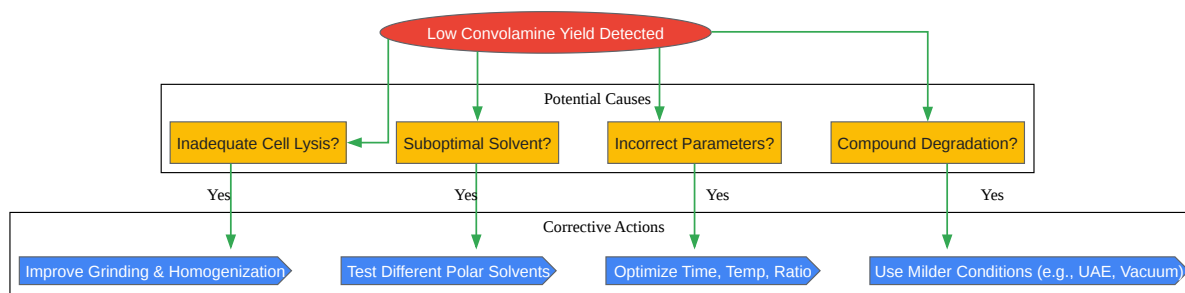 Low Convolamine Yield Detected
Potential Causes
Inadequate Cell Lysis?
Suboptimal Solvent?
Incorrect Parameters?
Compound Degradation?
Yes
Yes
Yes
Yes
Corrective Actions
Improve Grinding & Homogenization
Test Different Polar Solvents
Optimize Time, Temp, Ratio
Use Milder Conditions (e.g., UAE, Vacuum)